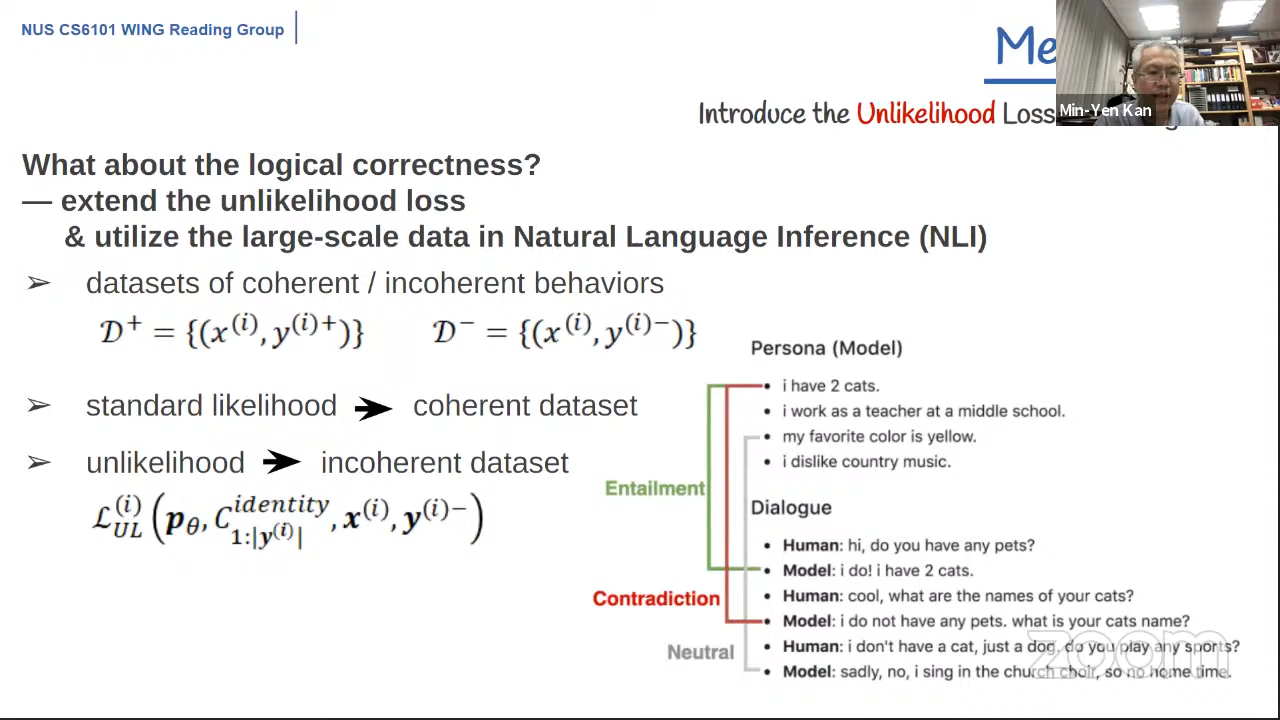 NUS CS6101 WING Reading Group
Me
Introduce the Unlikelihood Loss
Min-Yen Kan
What about the logical correctness?
— extend the unlikelihood loss
& utilize the large-scale data in Natural Language Inference (NLI)
➢ datasets of coherent / incoherent behaviors
𝒟⁺ = {(x⁽ⁱ⁾, y⁽ⁱ⁾⁺)} 𝒟⁻ = {(x⁽ⁱ⁾, y⁽ⁱ⁾⁻)}
➢ standard likelihood ➔ coherent dataset
➢ unlikelihood ➔ incoherent dataset
ℒ_{UL}^{(i)} (p_θ, C_{1:|y^{(i)}|}^{identity}, x^{(i)}, y^{(i)−})
Persona (Model)
• i have 2 cats.
• i work as a teacher at a middle school.
• my favorite color is yellow.
• i dislike country music.
Entailment
Dialogue
• Human: hi, do you have any pets?
• Model: i do! i have 2 cats.
• Human: cool, what are the names of your cats?
Contradiction
• Model: i do not have any pets. what is your cats name?
• Human: i don't have a cat, just a dog. do you play any sports?
Neutral
• Model: sadly, no, i sing in the church choir, so no home time.
zoom